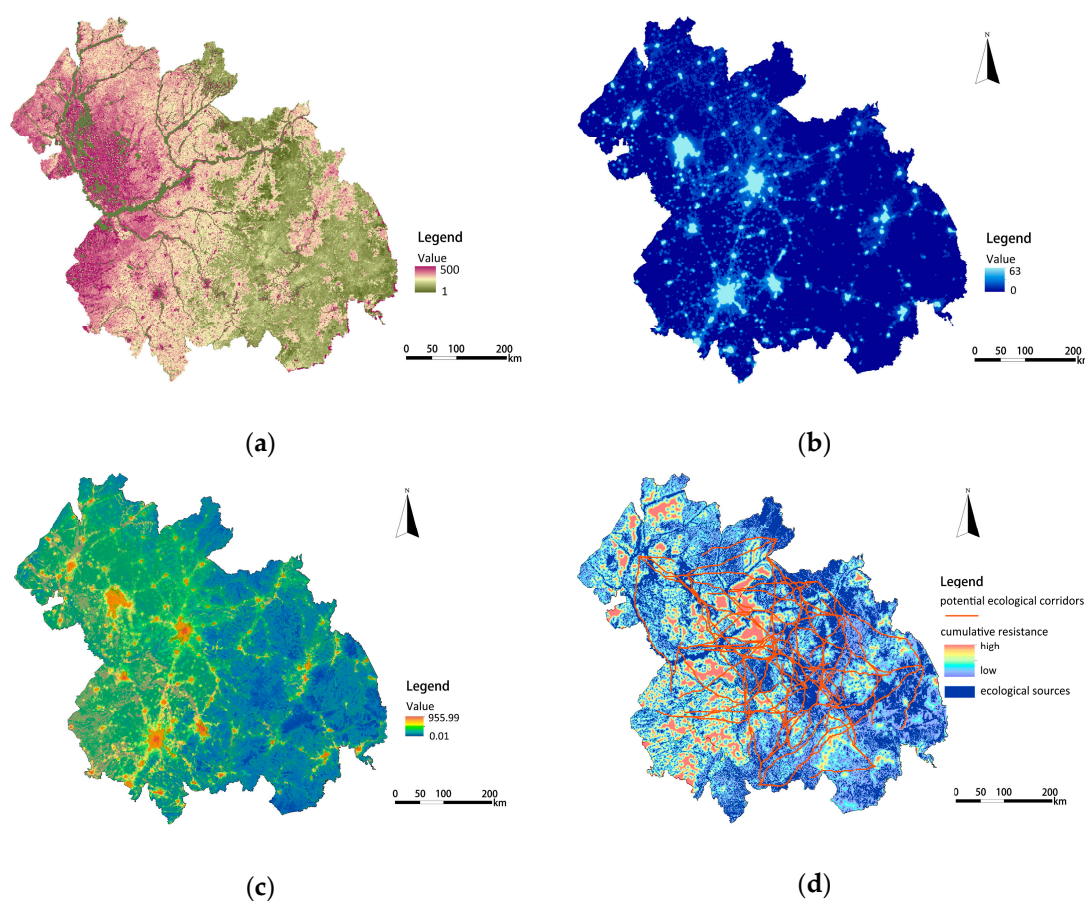 Legend
Value
500
1
0 50 100 200
km
(a)
N
Legend
Value
63
0
0 50 100 200
km
(b)
N
Legend
Value
955.99
0.01
0 50 100 200
km
(c)
N
Legend
potential ecological corridors
cumulative resistance
high
low
ecological sources
0 50 100 200
km
(d)